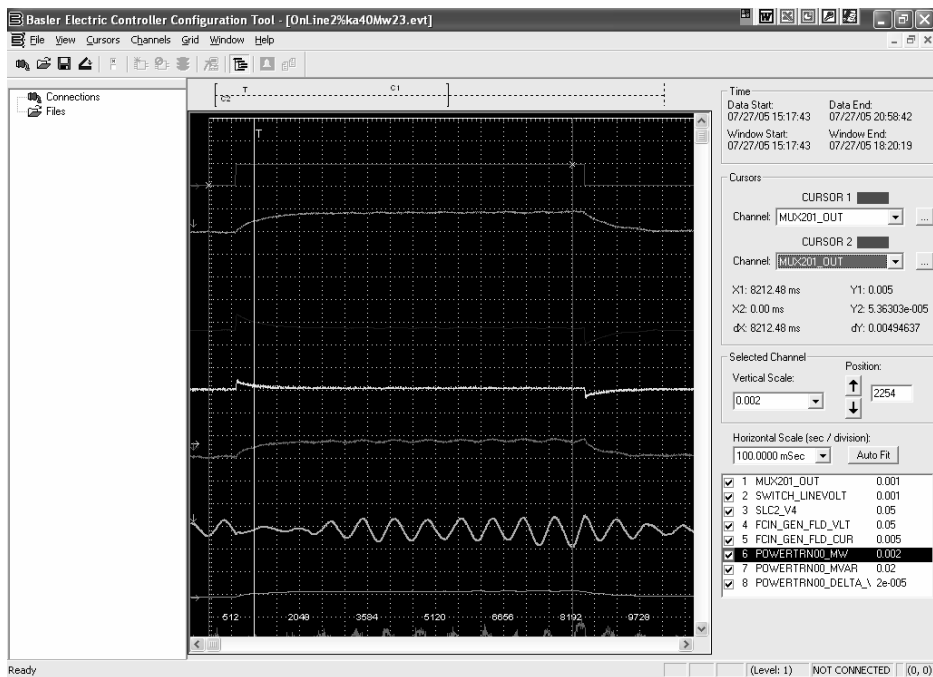 Basler Electric Controller Configuration Tool - [OnLine2%ka40Mw23.evt]
File View Cursors Channels Grid Window Help
Connections
Files
T
C1
C2
T
512 2048 3584 5120 6656 8192 9728
Time
Data Start: Data End:
07/27/05 15:17:43 07/27/05 20:58:42
Window Start: Window End:
07/27/05 15:17:43 07/27/05 18:20:19
Cursors
CURSOR 1
Channel: MUX201_OUT ...
CURSOR 2
Channel: MUX201_OUT ...
X1: 8212.48 ms Y1: 0.005
X2: 0.00 ms Y2: 5.36303e-005
dX: 8212.48 ms dY: 0.00494637
Selected Channel
Vertical Scale: Position:
0.002 2254
Horizontal Scale (sec / division):
100.0000 mSec Auto Fit
1 MUX201_OUT 0.001
2 SWITCH_LINEVOLT 0.001
3 SLC2_V4 0.05
4 FCIN_GEN_FLD_VLT 0.05
5 FCIN_GEN_FLD_CUR 0.005
6 POWERTRN00_MW 0.002
7 POWERTRN00_MVAR 0.02
8 POWERTRN00_DELTA_\ 2e-005
Ready (Level: 1) NOT CONNECTED (0, 0)